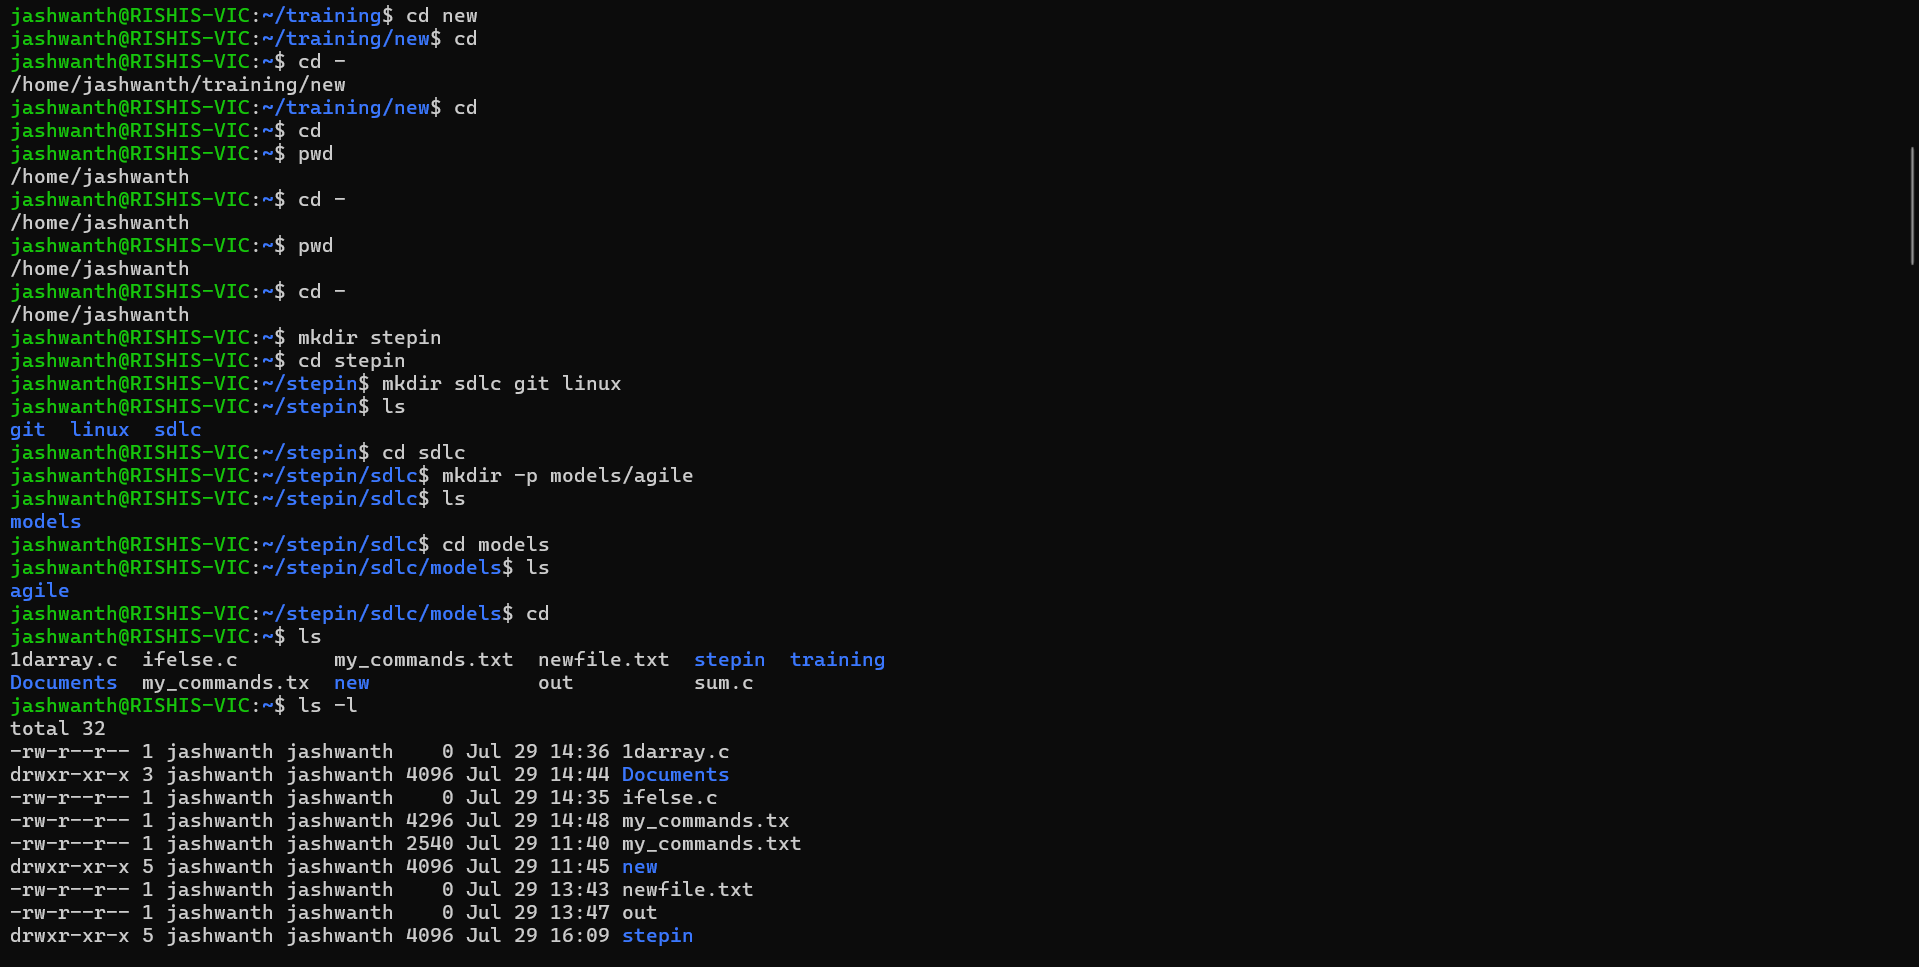 jashwanth@RISHIS-VIC:~/training$ cd new
jashwanth@RISHIS-VIC:~/training/new$ cd
jashwanth@RISHIS-VIC:~$ cd -
/home/jashwanth/training/new
jashwanth@RISHIS-VIC:~/training/new$ cd
jashwanth@RISHIS-VIC:~$ cd
jashwanth@RISHIS-VIC:~$ pwd
/home/jashwanth
jashwanth@RISHIS-VIC:~$ cd -
/home/jashwanth
jashwanth@RISHIS-VIC:~$ pwd
/home/jashwanth
jashwanth@RISHIS-VIC:~$ cd -
/home/jashwanth
jashwanth@RISHIS-VIC:~$ mkdir stepin
jashwanth@RISHIS-VIC:~$ cd stepin
jashwanth@RISHIS-VIC:~/stepin$ mkdir sdlc git linux
jashwanth@RISHIS-VIC:~/stepin$ ls
git  linux  sdlc
jashwanth@RISHIS-VIC:~/stepin$ cd sdlc
jashwanth@RISHIS-VIC:~/stepin/sdlc$ mkdir -p models/agile
jashwanth@RISHIS-VIC:~/stepin/sdlc$ ls
models
jashwanth@RISHIS-VIC:~/stepin/sdlc$ cd models
jashwanth@RISHIS-VIC:~/stepin/sdlc/models$ ls
agile
jashwanth@RISHIS-VIC:~/stepin/sdlc/models$ cd
jashwanth@RISHIS-VIC:~$ ls
1darray.c  ifelse.c        my_commands.txt  newfile.txt  stepin  training
Documents  my_commands.tx  new              out          sum.c
jashwanth@RISHIS-VIC:~$ ls -l
total 32
-rw-r--r-- 1 jashwanth jashwanth    0 Jul 29 14:36 1darray.c
drwxr-xr-x 3 jashwanth jashwanth 4096 Jul 29 14:44 Documents
-rw-r--r-- 1 jashwanth jashwanth    0 Jul 29 14:35 ifelse.c
-rw-r--r-- 1 jashwanth jashwanth 4296 Jul 29 14:48 my_commands.tx
-rw-r--r-- 1 jashwanth jashwanth 2540 Jul 29 11:40 my_commands.txt
drwxr-xr-x 5 jashwanth jashwanth 4096 Jul 29 11:45 new
-rw-r--r-- 1 jashwanth jashwanth    0 Jul 29 13:43 newfile.txt
-rw-r--r-- 1 jashwanth jashwanth    0 Jul 29 13:47 out
drwxr-xr-x 5 jashwanth jashwanth 4096 Jul 29 16:09 stepin